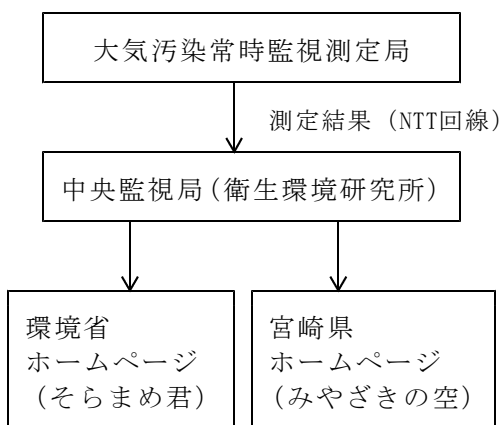 大気汚染常時監視測定局
測定結果（NTT回線）
中央監視局(衛生環境研究所)
環境省
ホームページ
(そらまめ君)
宮崎県
ホームページ
(みやざきの空)